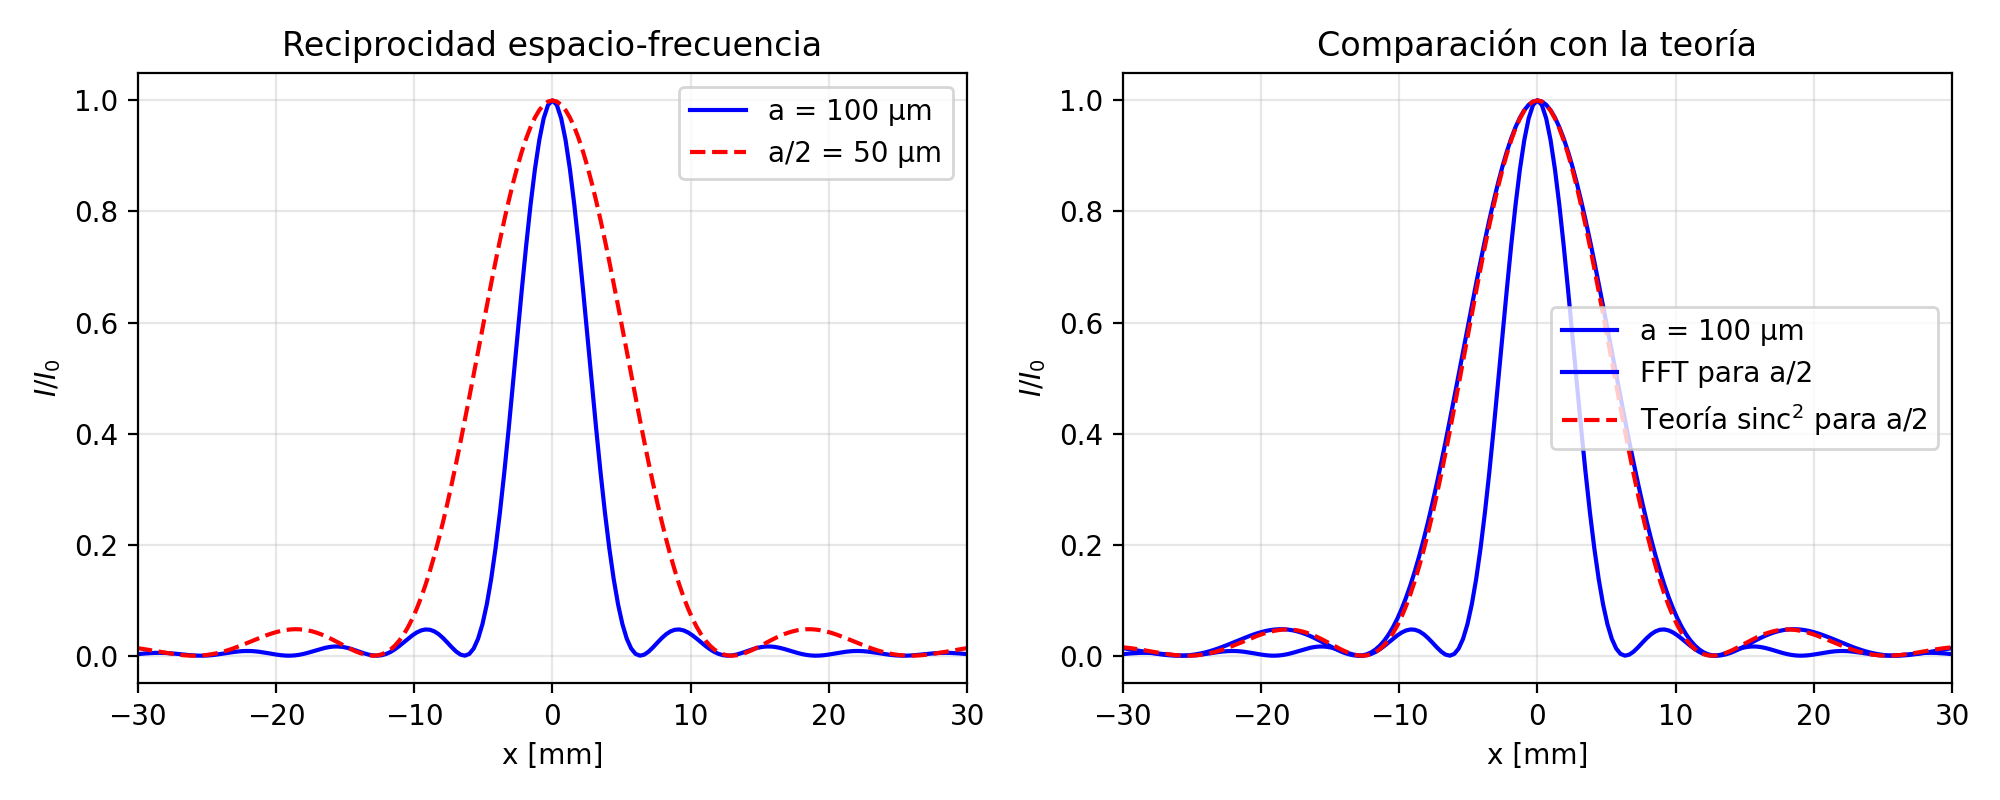 Reciprocidad espacio-frecuencia
I/I₀
1.0
0.8
0.6
0.4
0.2
0.0
a = 100 µm
a/2 = 50 µm
−30 −20 −10 0 10 20 30
x [mm]
Comparación con la teoría
I/I₀
1.0
0.8
0.6
0.4
0.2
0.0
a = 100 µm
FFT para a/2
Teoría sinc² para a/2
−30 −20 −10 0 10 20 30
x [mm]